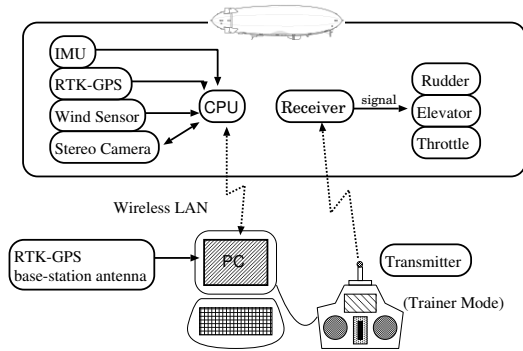 IMU
RTK-GPS
Wind Sensor
Stereo Camera
CPU
Receiver
signal
Rudder
Elevator
Throttle
Wireless LAN
RTK-GPS
base-station antenna
PC
Transmitter
(Trainer Mode)